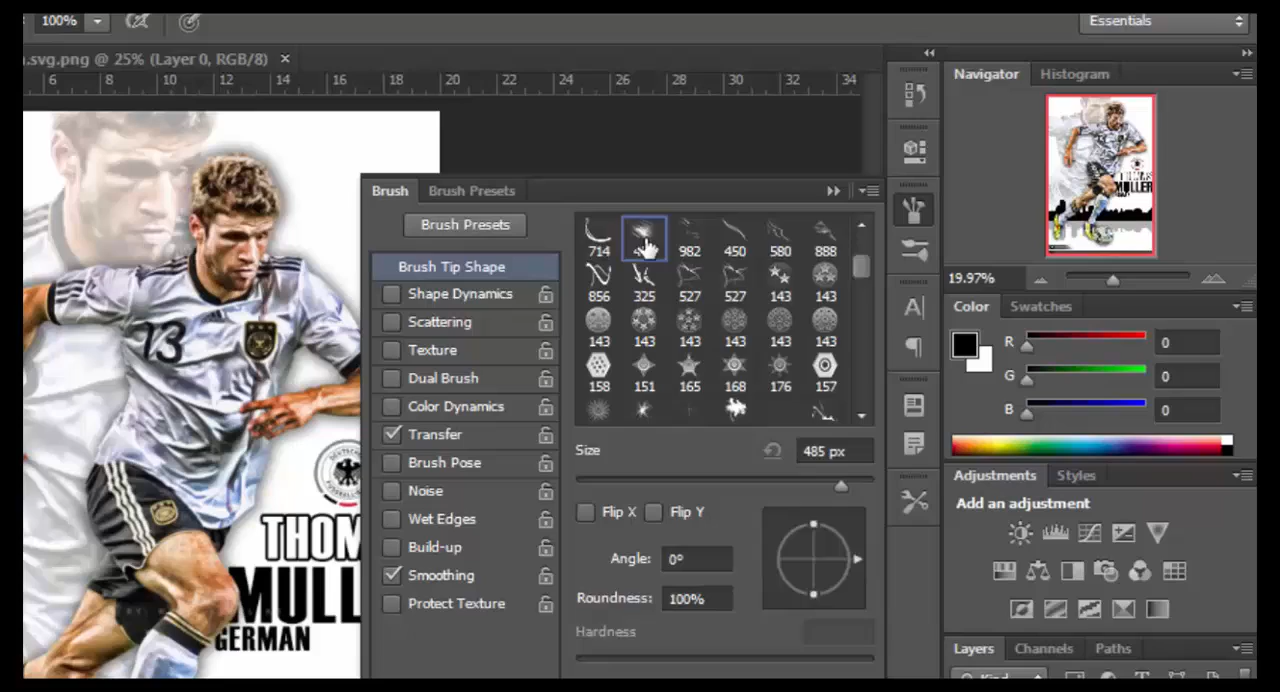 100%
Essentials
.svg.png @ 25% (Layer 0, RGB/8) ×
6 8 10 12 14 16 18 20 22 24 26 28 30 32 34
Navigator Histogram
Brush Brush Presets
Brush Presets
Brush Tip Shape
Shape Dynamics
Scattering
Texture
Dual Brush
Color Dynamics
Transfer
Brush Pose
Noise
Wet Edges
Build-up
Smoothing
Protect Texture
714 982 450 580 888
856 325 527 527 143 143
143 143 143 143 143 143
158 151 165 168 176 157
Size 485 px
Flip X Flip Y
Angle: 0°
Roundness: 100%
Hardness
19.97%
Color Swatches
R 0
G 0
B 0
Adjustments Styles
Add an adjustment
Layers Channels Paths
Kind
13
THOM
MULL
GERMAN
THOMAS
MULLER